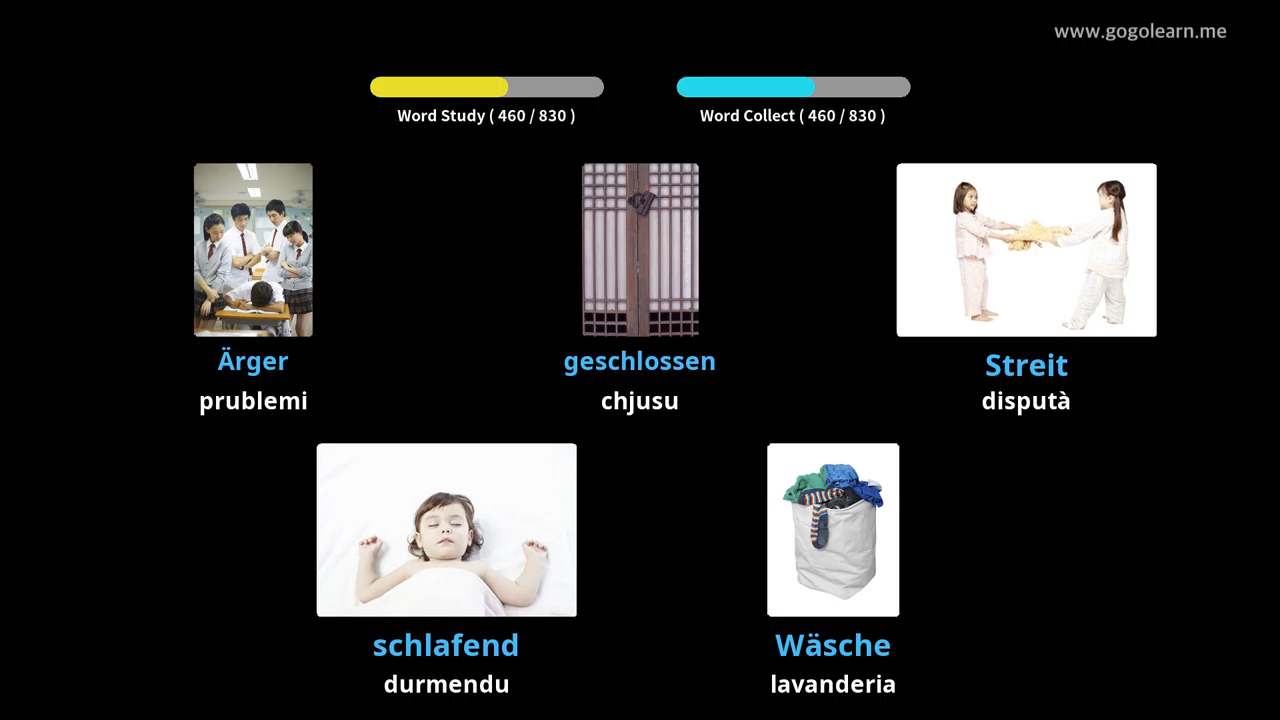 www.gogolearn.me
Word Study ( 460 / 830 )
Word Collect ( 460 / 830 )
Ärger
prublemi
geschlossen
chjusu
Streit
disputà
schlafend
durmendu
Wäsche
lavanderia